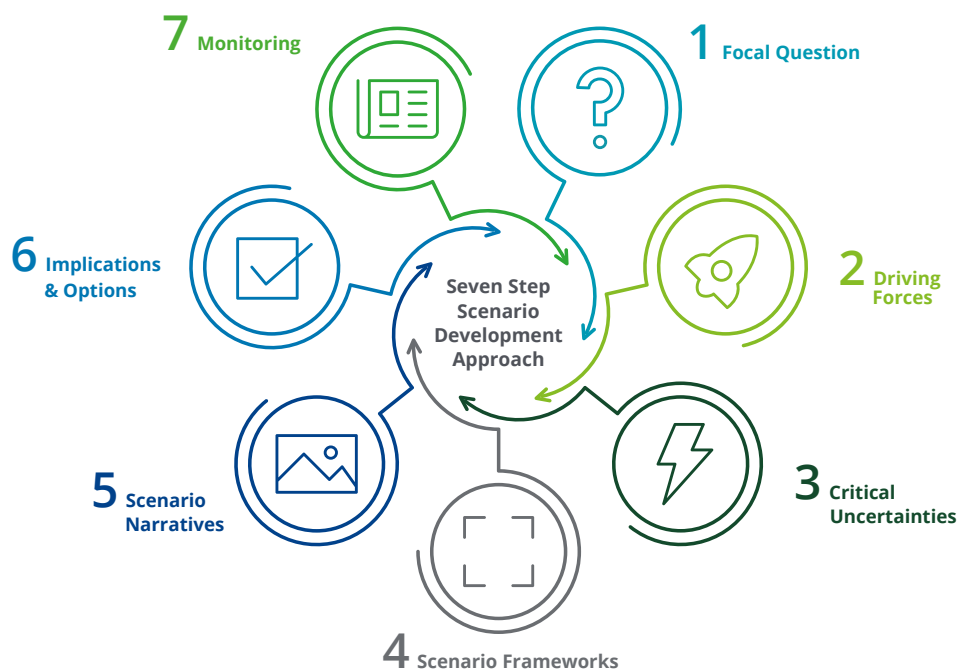 Seven Step
Scenario
Development
Approach
1 Focal Question
2 Driving
Forces
3 Critical
Uncertainties
4 Scenario Frameworks
5 Scenario
Narratives
6 Implications
& Options
7 Monitoring